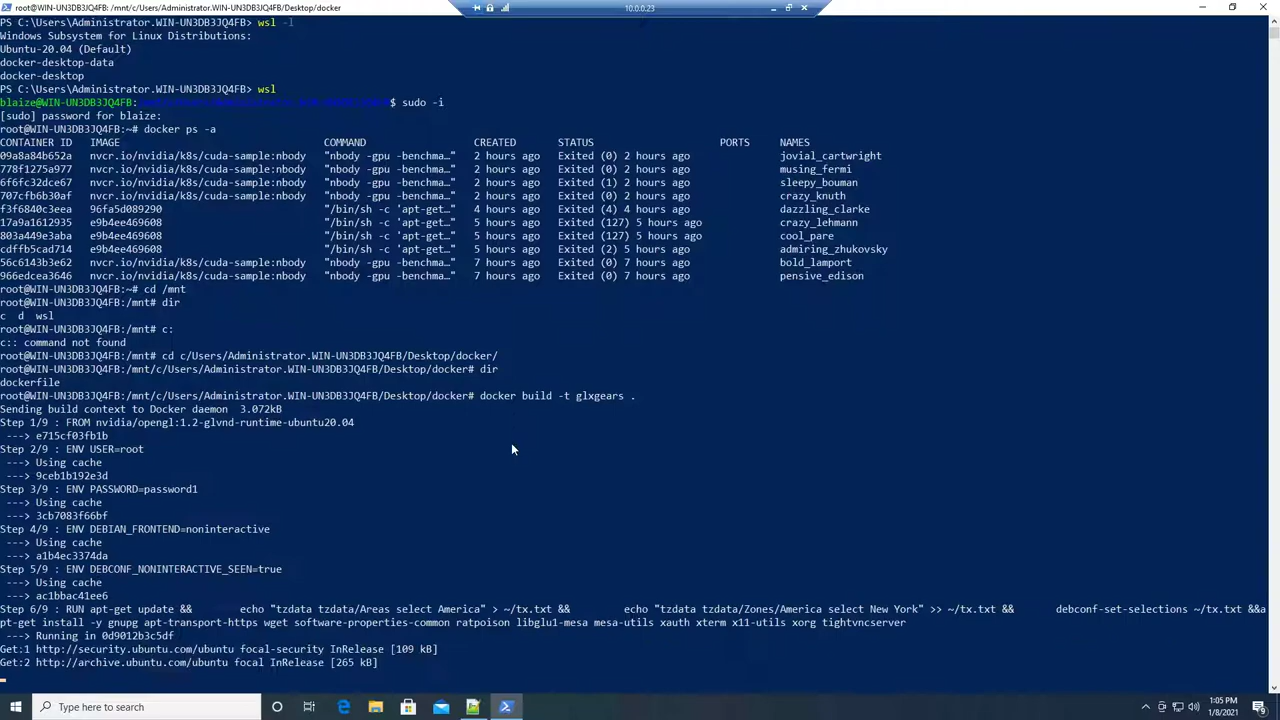 root@WIN-UN3DB3JQ4FB: /mnt/c/Users/Administrator.WIN-UN3DB3JQ4FB/Desktop/docker
10.0.0.23
PS C:\Users\Administrator.WIN-UN3DB3JQ4FB> wsl -l
Windows Subsystem for Linux Distributions:
Ubuntu-20.04 (Default)
docker-desktop-data
docker-desktop
PS C:\Users\Administrator.WIN-UN3DB3JQ4FB> wsl
blaize@WIN-UN3DB3JQ4FB: $ sudo -i
[sudo] password for blaize:
root@WIN-UN3DB3JQ4FB:~# docker ps -a
CONTAINER ID IMAGE COMMAND CREATED STATUS PORTS NAMES
09a8a84b652a nvcr.io/nvidia/k8s/cuda-sample:nbody "nbody -gpu -benchma…" 2 hours ago Exited (0) 2 hours ago jovial_cartwright
778f1275a977 nvcr.io/nvidia/k8s/cuda-sample:nbody "nbody -gpu -benchma…" 2 hours ago Exited (0) 2 hours ago musing_fermi
6f6fc32dce67 nvcr.io/nvidia/k8s/cuda-sample:nbody "nbody -gpu -benchma…" 2 hours ago Exited (1) 2 hours ago sleepy_bouman
707cfb6b30af nvcr.io/nvidia/k8s/cuda-sample:nbody "nbody -gpu -benchma…" 2 hours ago Exited (0) 2 hours ago crazy_knuth
f3f6840c3eea 96fa5d089290 "/bin/sh -c 'apt-get…" 4 hours ago Exited (4) 4 hours ago dazzling_clarke
17a9a1612935 e9b4ee469608 "/bin/sh -c 'apt-get…" 5 hours ago Exited (127) 5 hours ago crazy_lehmann
803a449e3aba e9b4ee469608 "/bin/sh -c 'apt-get…" 5 hours ago Exited (127) 5 hours ago cool_pare
cdffb5cad714 e9b4ee469608 "/bin/sh -c 'apt-get…" 5 hours ago Exited (2) 5 hours ago admiring_zhukovsky
56c6143b3e62 nvcr.io/nvidia/k8s/cuda-sample:nbody "nbody -gpu -benchma…" 7 hours ago Exited (0) 7 hours ago bold_lamport
966edcea3646 nvcr.io/nvidia/k8s/cuda-sample:nbody "nbody -gpu -benchma…" 7 hours ago Exited (0) 7 hours ago pensive_edison
root@WIN-UN3DB3JQ4FB:~# cd /mnt
root@WIN-UN3DB3JQ4FB:/mnt# dir
c d wsl
root@WIN-UN3DB3JQ4FB:/mnt# c:
c:: command not found
root@WIN-UN3DB3JQ4FB:/mnt# cd c/Users/Administrator.WIN-UN3DB3JQ4FB/Desktop/docker/
root@WIN-UN3DB3JQ4FB:/mnt/c/Users/Administrator.WIN-UN3DB3JQ4FB/Desktop/docker# dir
dockerfile
root@WIN-UN3DB3JQ4FB:/mnt/c/Users/Administrator.WIN-UN3DB3JQ4FB/Desktop/docker# docker build -t glxgears .
Sending build context to Docker daemon 3.072kB
Step 1/9 : FROM nvidia/opengl:1.2-glvnd-runtime-ubuntu20.04
---> e715cf03fb1b
Step 2/9 : ENV USER=root
---> Using cache
---> 9ceb1b192e3d
Step 3/9 : ENV PASSWORD=password1
---> Using cache
---> 3cb7083f66bf
Step 4/9 : ENV DEBIAN_FRONTEND=noninteractive
---> Using cache
---> a1b4ec3374da
Step 5/9 : ENV DEBCONF_NONINTERACTIVE_SEEN=true
---> Using cache
---> ac1bbac41ee6
Step 6/9 : RUN apt-get update && echo "tzdata tzdata/Areas select America" > ~/tx.txt && echo "tzdata tzdata/Zones/America select New York" >> ~/tx.txt && debconf-set-selections ~/tx.txt &&a
pt-get install -y gnupg apt-transport-https wget software-properties-common ratpoison libglu1-mesa mesa-utils xauth xterm x11-utils xorg tightvncserver
---> Running in 0d9012b3c5df
Get:1 http://security.ubuntu.com/ubuntu focal-security InRelease [109 kB]
Get:2 http://archive.ubuntu.com/ubuntu focal InRelease [265 kB]
Type here to search
1:05 PM
1/8/2021